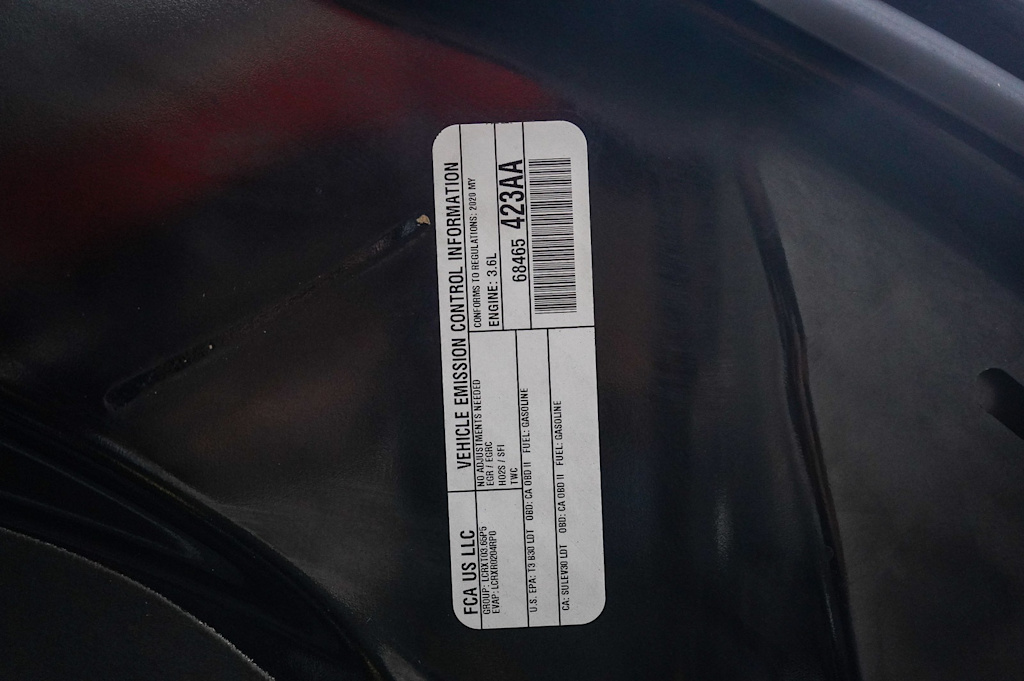 FCA US LLC
GROUP: LCRXT03.65P5
EVAP: LCRXR0204RP0
VEHICLE EMISSION CONTROL INFORMATION
NO ADJUSTMENTS NEEDED
EGR / EGRC
HO2S / SFI
TWC
CONFORMS TO REGULATIONS: 2020 MY
ENGINE: 3.6L
68465 423AA
U.S. EPA: T3 B30 LDT OBD: CA OBD II FUEL: GASOLINE
CA: SULEV30 LDT OBD: CA OBD II FUEL: GASOLINE